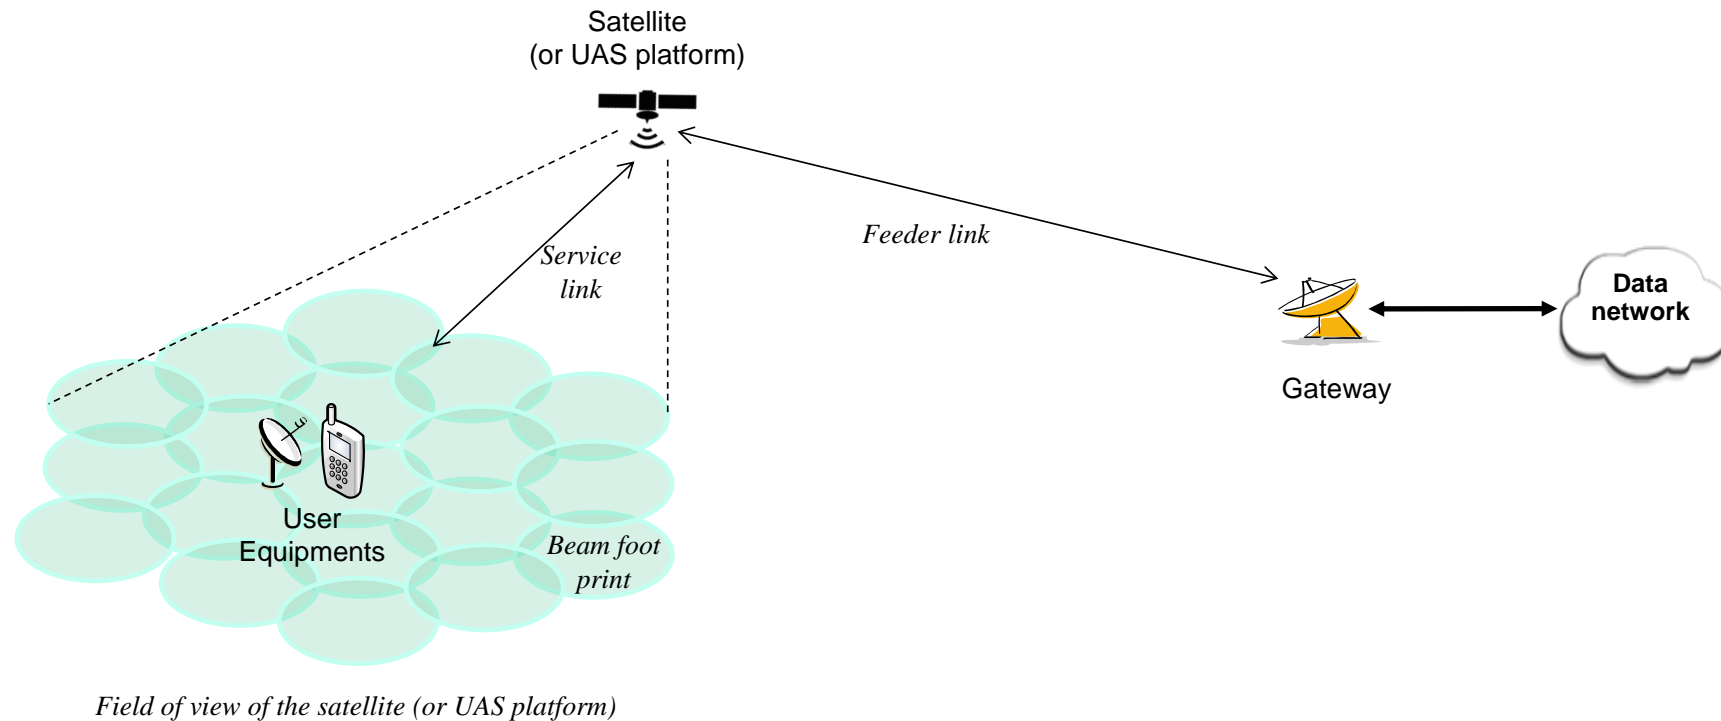 Satellite
(or UAS platform)
Feeder link
Service
link
Data
network
Gateway
User
Equipments
Beam foot
print
Field of view of the satellite (or UAS platform)